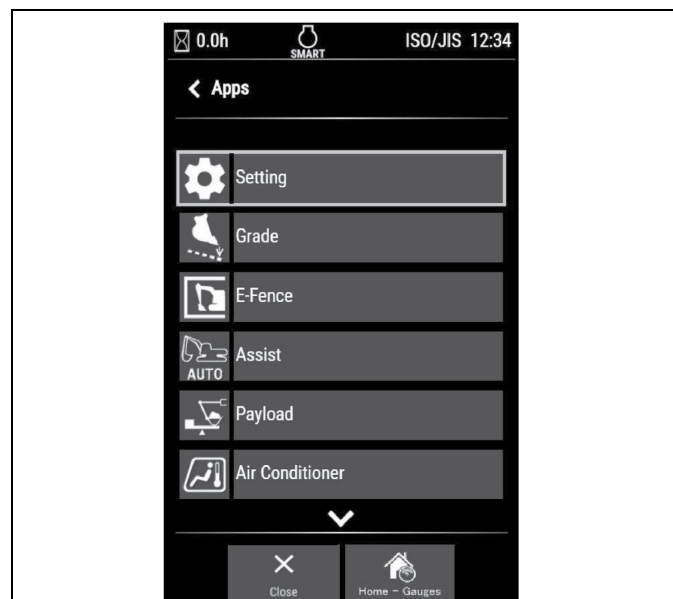 0.0h SMART ISO/JIS 12:34
Apps
Setting
Grade
E-Fence
AUTO Assist
Payload
Air Conditioner
Close Home - Gauges